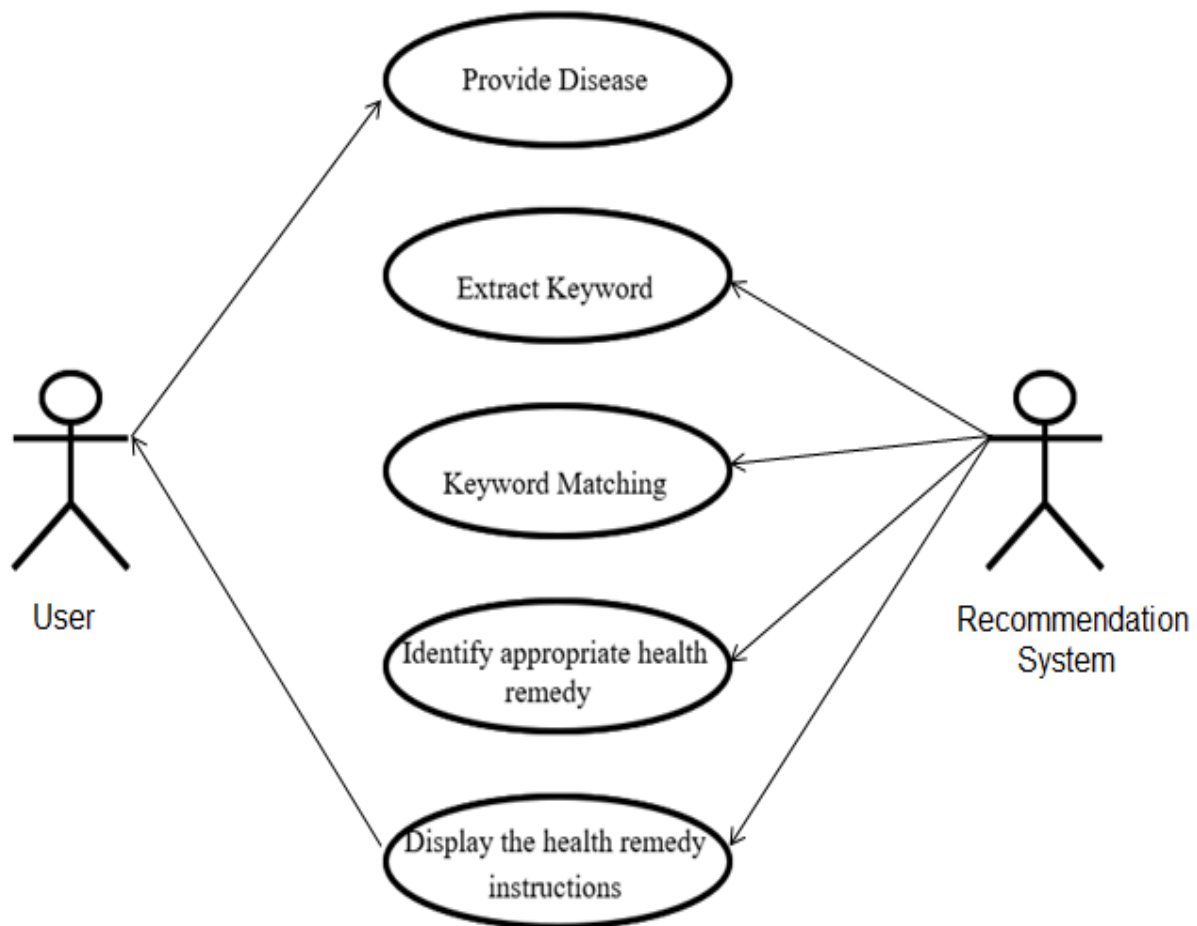 Provide Disease
Extract Keyword
Keyword Matching
User
Recommendation
System
Identify appropriate health
remedy
Display the health remedy
instructions